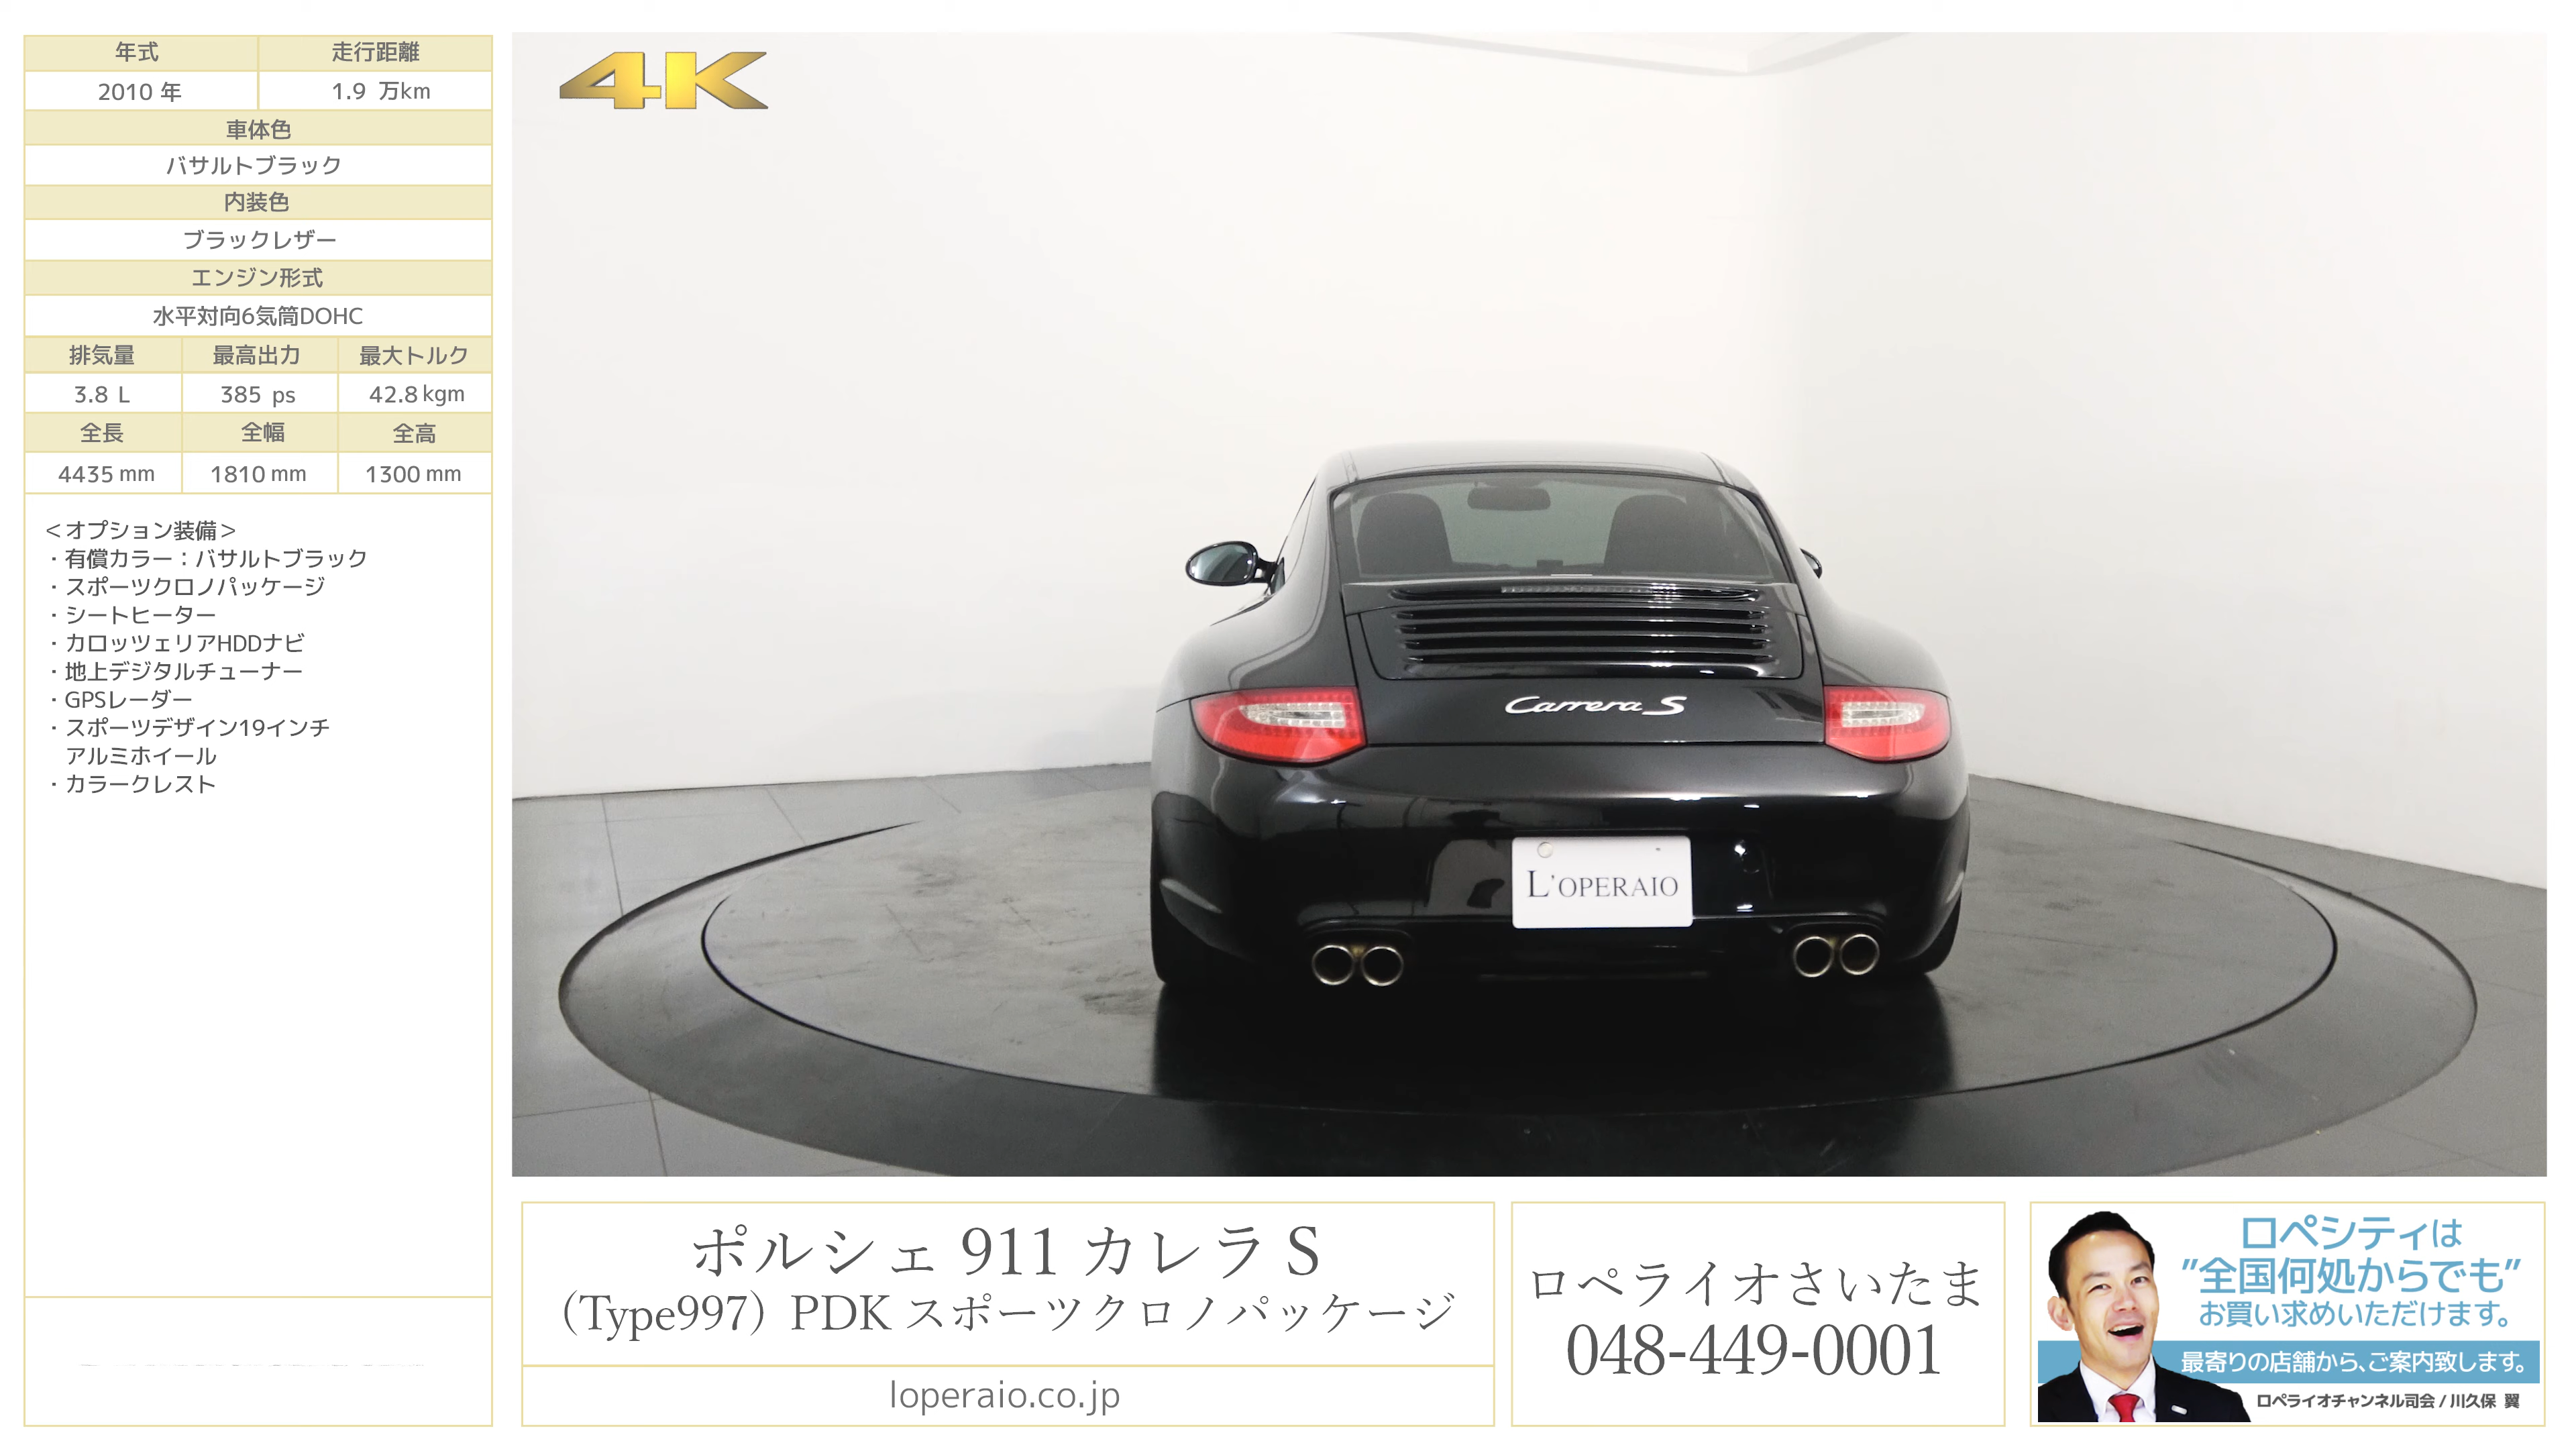 年式 走行距離
2010 年 1.9 万km
車体色
バサルトブラック
内装色
ブラックレザー
エンジン形式
水平対向6気筒DOHC
排気量 最高出力 最大トルク
3.8 L 385 ps 42.8 kgm
全長 全幅 全高
4435 mm 1810 mm 1300 mm
＜オプション装備＞
・有償カラー：バサルトブラック
・スポーツクロノパッケージ
・シートヒーター
・カロッツェリアHDDナビ
・地上デジタルチューナー
・GPSレーダー
・スポーツデザイン19インチ
アルミホイール
・カラークレスト
4K
Carrera S
L'OPERAIO
ポルシェ 911 カレラ S
（Type997）PDK スポーツクロノパッケージ
loperaio.co.jp
ロペライオさいたま
048-449-0001
ロペシティは
"全国何処からでも"
お買い求めいただけます。
最寄りの店舗から、ご案内致します。
ロペライオチャンネル司会 / 川久保 翼